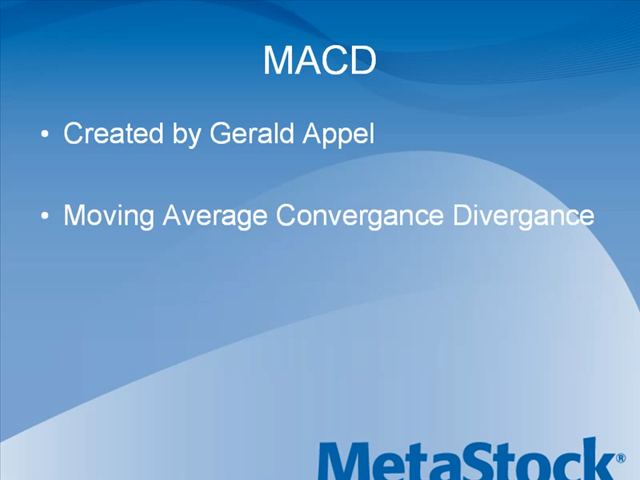 MACD
• Created by Gerald Appel
• Moving Average Convergance Divergance
MetaStock®